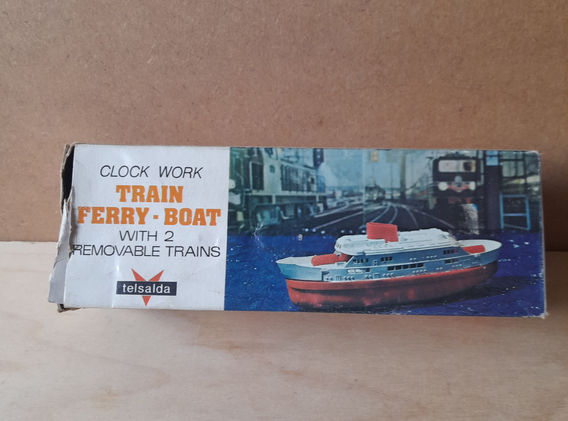 CLOCK WORK
TRAIN
FERRY · BOAT
WITH 2
REMOVABLE TRAINS
telsalda